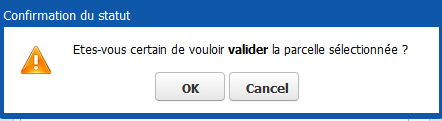 Confirmation du statut
Etes-vous certain de vouloir valider la parcelle sélectionnée ?
OK
Cancel